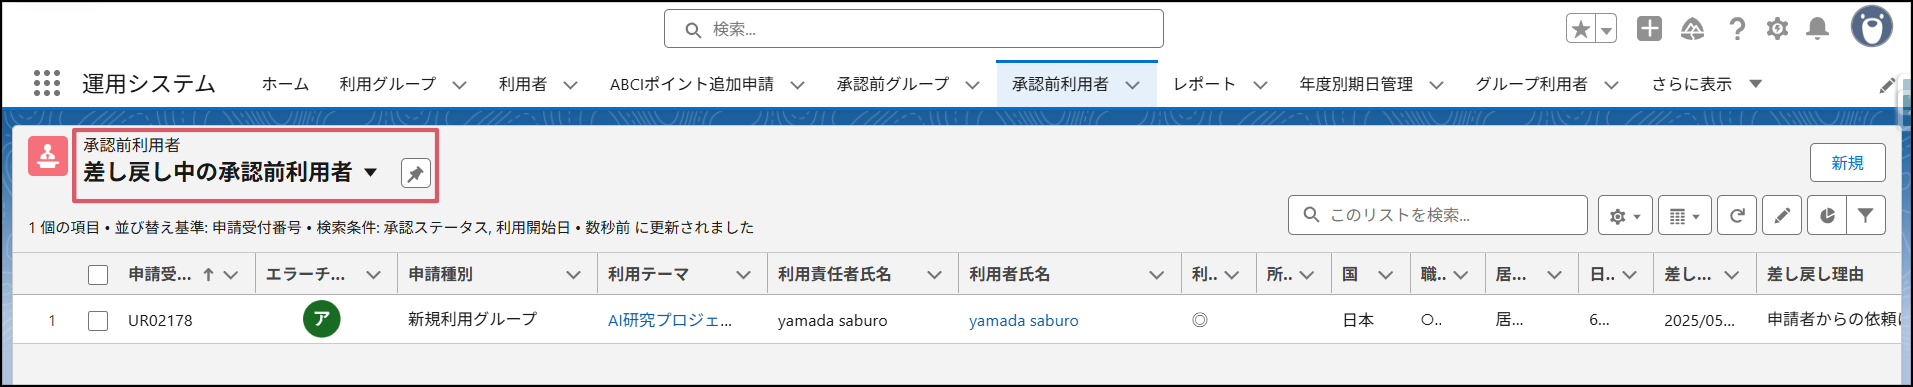 検索...
運用システム ホーム 利用グループ 利用者 ABCIポイント追加申請 承認前グループ 承認前利用者 レポート 年度別期日管理 グループ利用者 さらに表示
承認前利用者
差し戻し中の承認前利用者
新規
1 個の項目 • 並び替え基準: 申請受付番号 • 検索条件: 承認ステータス, 利用開始日 • 数秒前 に更新されました
このリストを検索...
申請受... エラーチ... 申請種別 利用テーマ 利用責任者氏名 利用者氏名 利.. 所.. 国 職.. 居... 日.. 差し... 差し戻し理由
1 UR02178 ア 新規利用グループ AI研究プロジェ... yamada saburo yamada saburo ◎ 日本 ○.. 居... 6... 2025/05... 申請者からの依頼